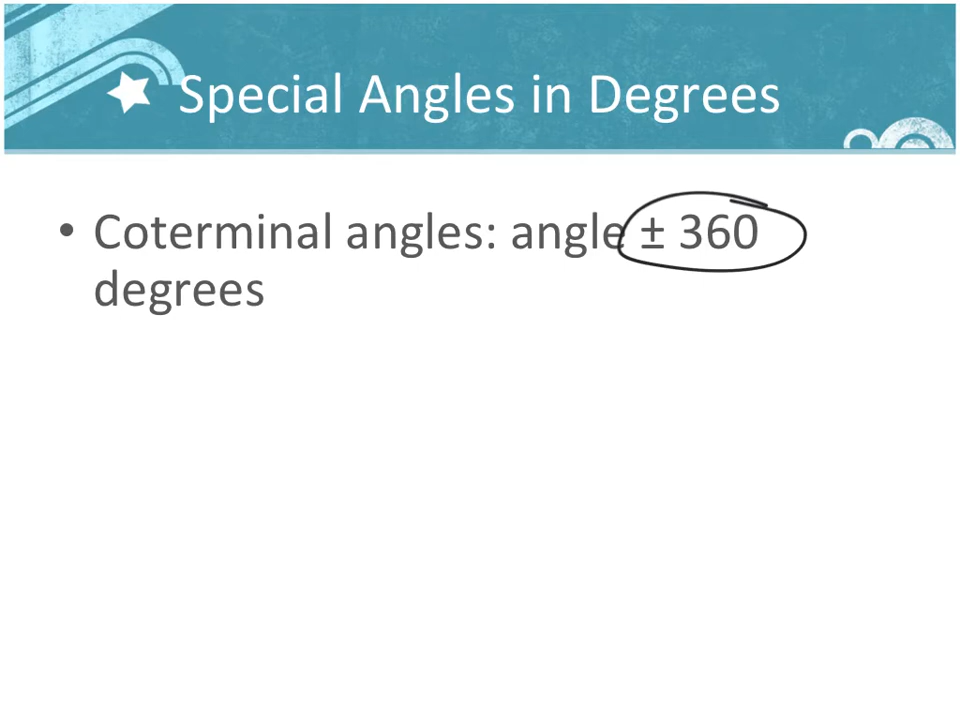 Special Angles in Degrees
• Coterminal angles: angle ± 360
degrees